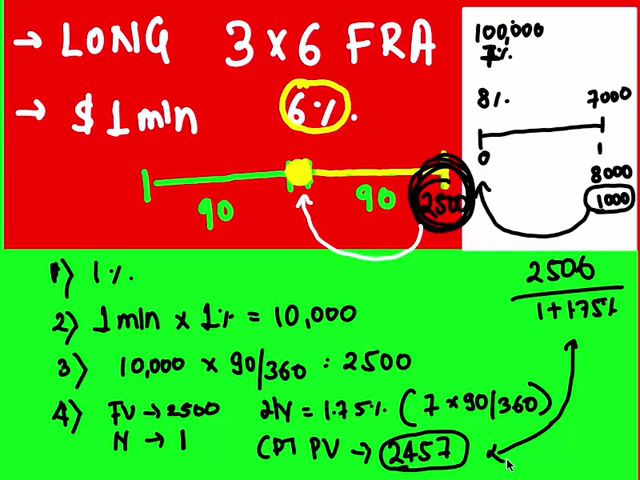 → LONG 3 x 6 FRA
→ $ 1 mln 6%.
90 90 2500
100,000
7%.
8%. 7000
0 1
8000
1000
1) 1%.
2) 1 mln x 1% = 10,000
3) 10,000 x 90/360 : 2500
4) FV → 2500 I/Y = 1.75% (7 x 90/360)
N → 1 CPT PV → 2457
2500
1+1.75%